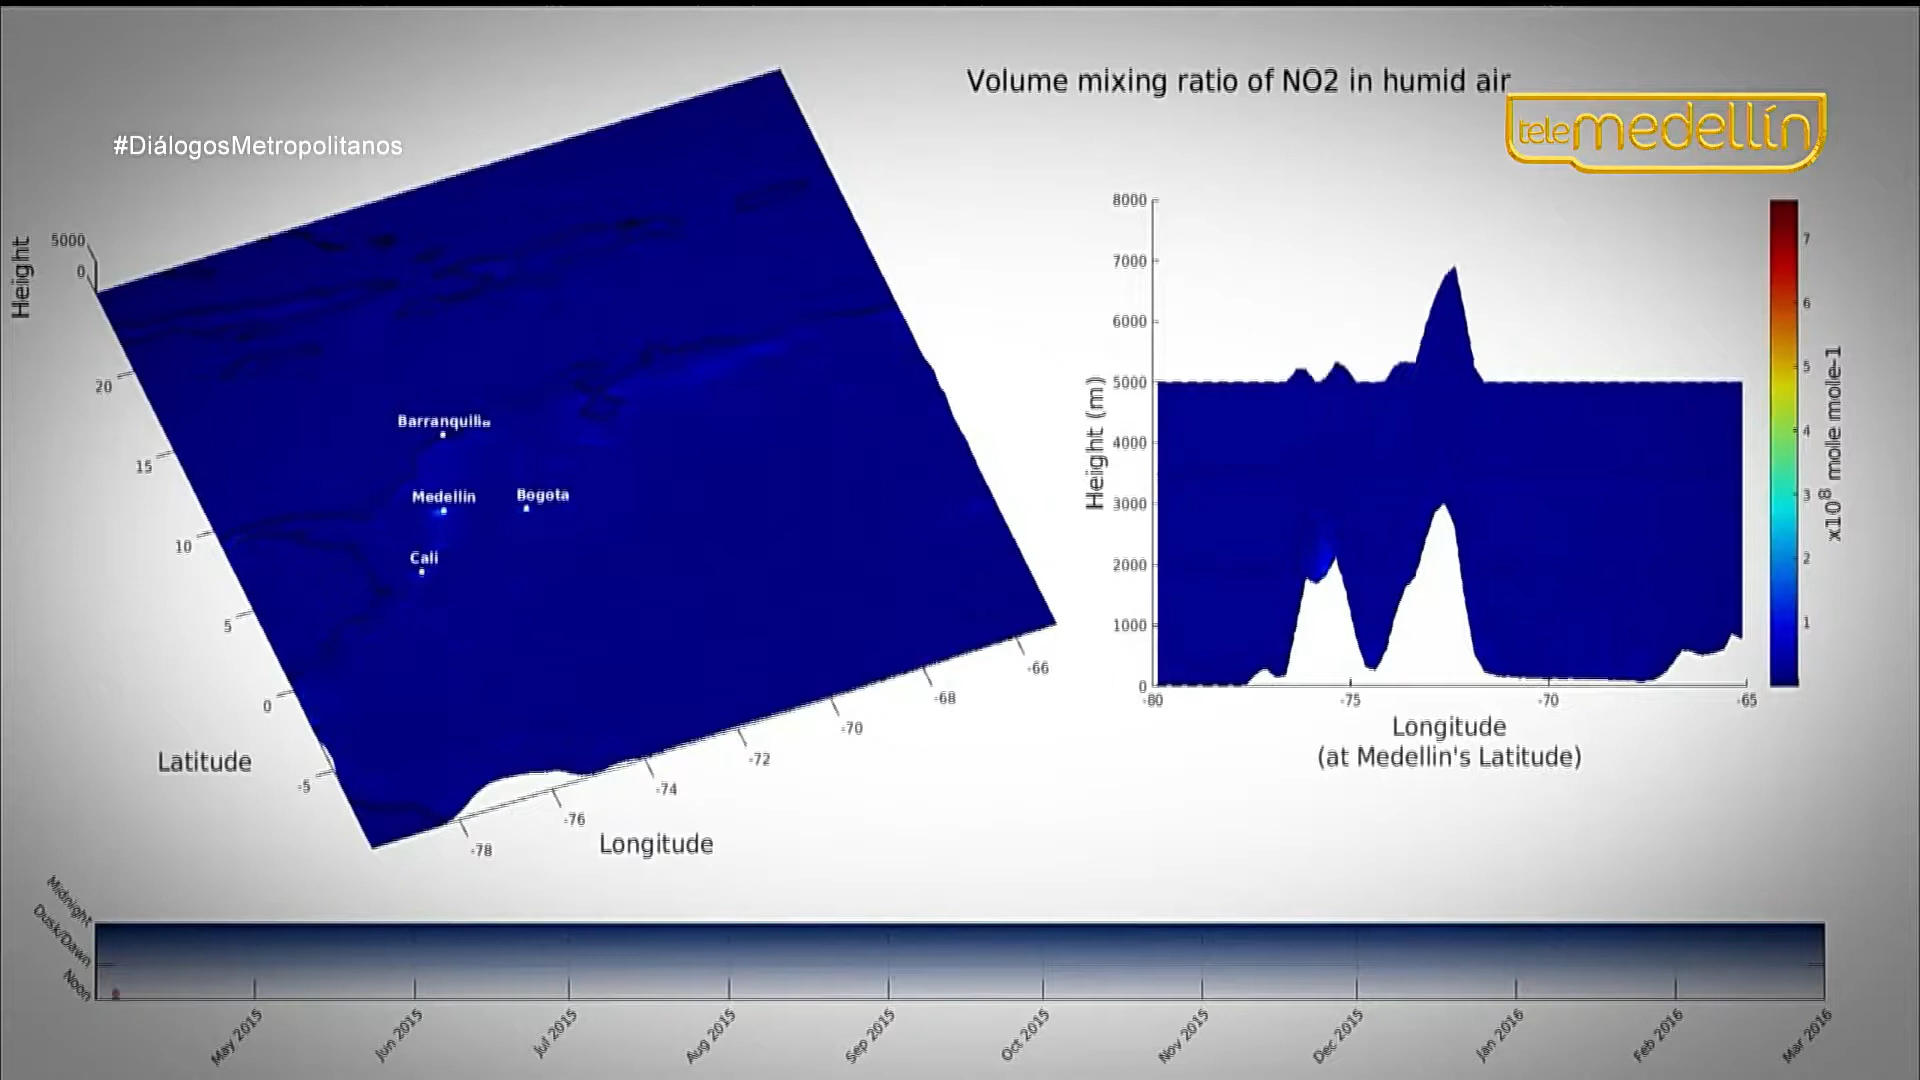 Volume mixing ratio of NO2 in humid air
tele medellín
#DiálogosMetropolitanos
Height
5000
0
20
15
10
5
0
-5
Latitude
Barranquilla
Medellin
Bogota
Cali
-78
-76
-74
-72
-70
-68
-66
Longitude
8000
7000
6000
5000
4000
3000
2000
1000
0
Height (m)
-80
-75
-70
-65
Longitude
(at Medellin's Latitude)
7
6
5
4
3
2
1
x10⁸ mole mole-1
Midnight
Dusk/Dawn
Noon
May 2015
Jun 2015
Jul 2015
Aug 2015
Sep 2015
Oct 2015
Nov 2015
Dec 2015
Jan 2016
Feb 2016
Mar 2016